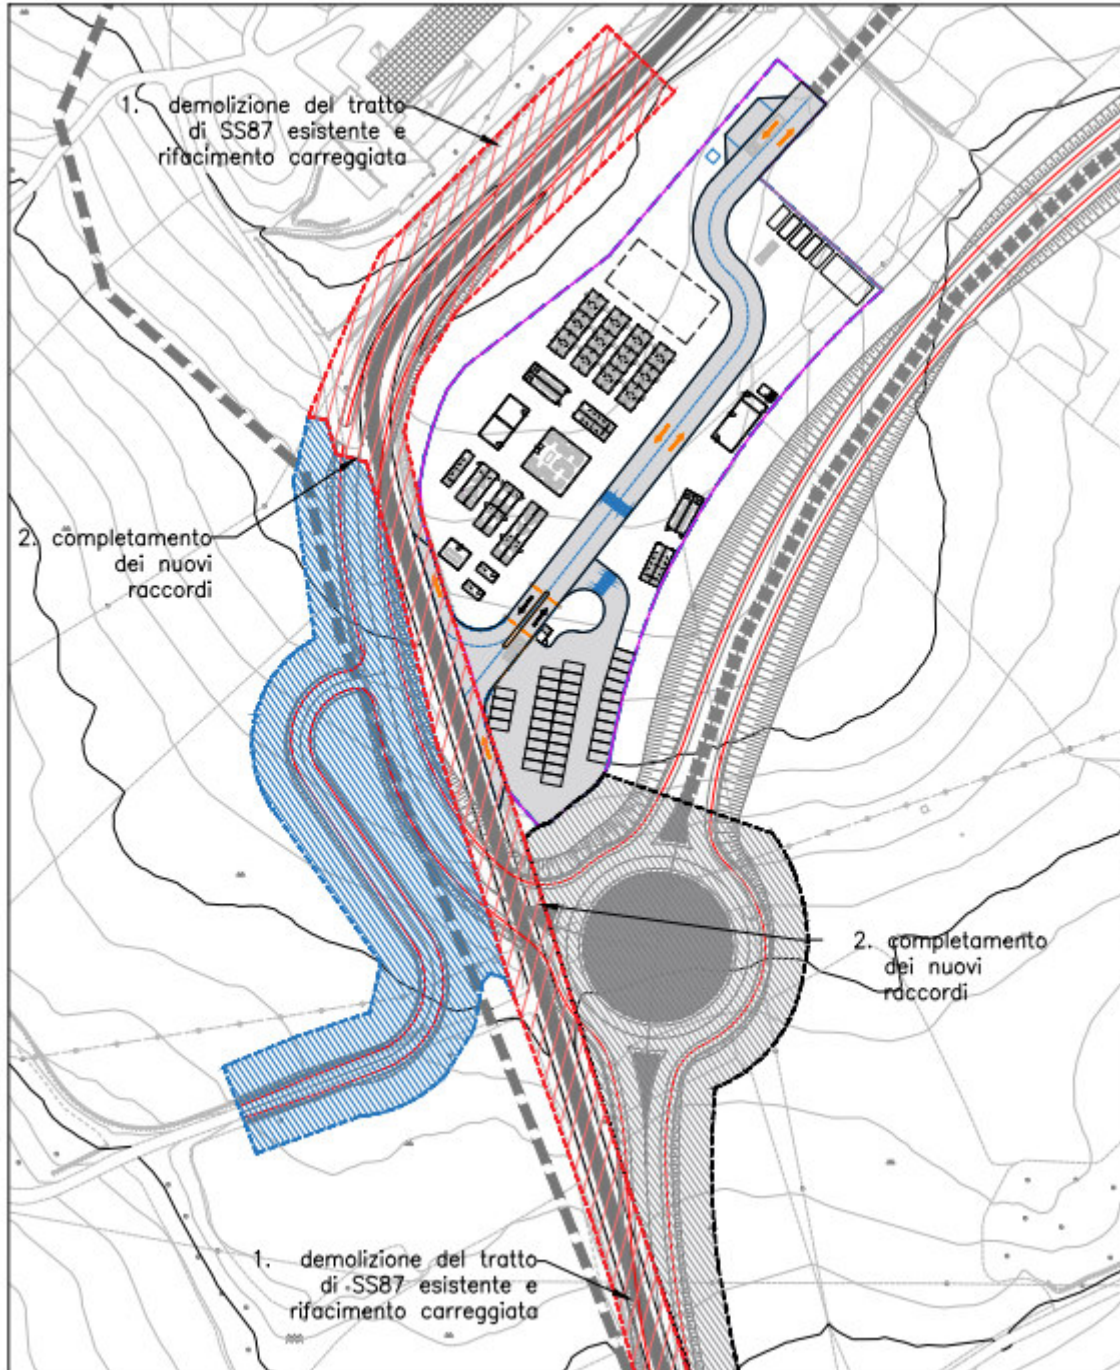 1. demolizione del tratto
di SS87 esistente e
rifacimento carreggiata
2. completamento
dei nuovi
raccordi
2. completamento
dei nuovi
raccordi
1. demolizione del tratto
di SS87 esistente e
rifacimento carreggiata